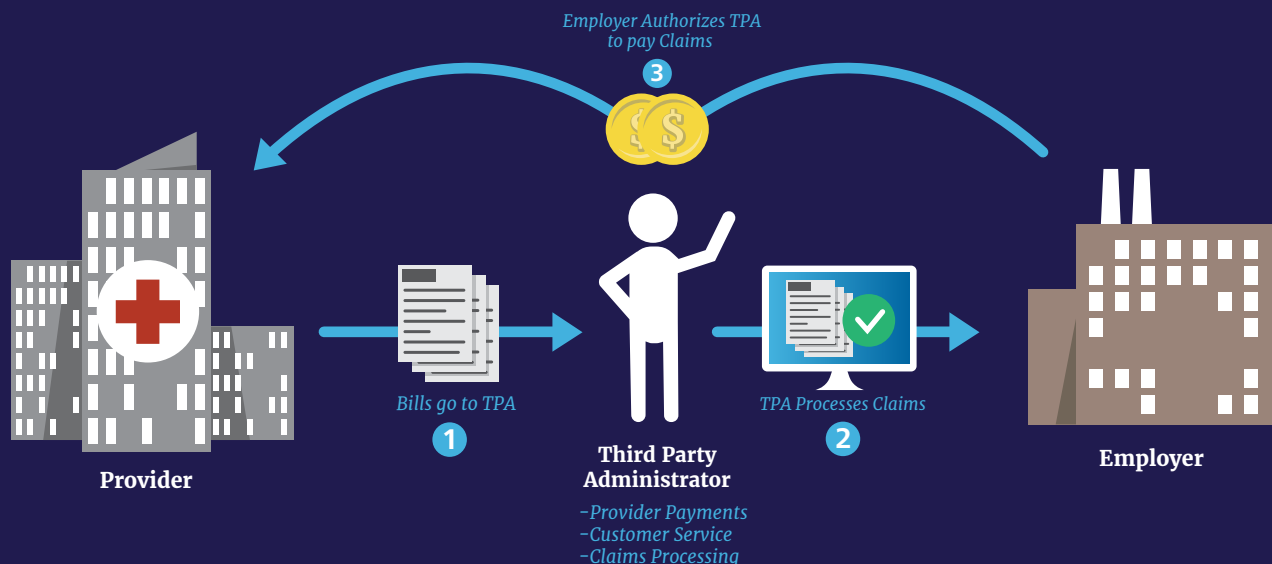 Employer Authorizes TPA
to pay Claims
3
$ $
Bills go to TPA
1
TPA Processes Claims
2
Provider
Third Party
Administrator
-Provider Payments
-Customer Service
-Claims Processing
Employer